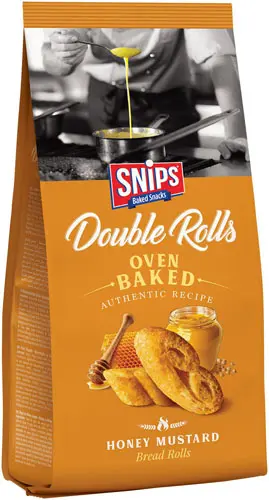 SNIPS
Baked Snacks
Double Rolls
OVEN
BAKED
AUTHENTIC RECIPE
HONEY MUSTARD
Bread Rolls